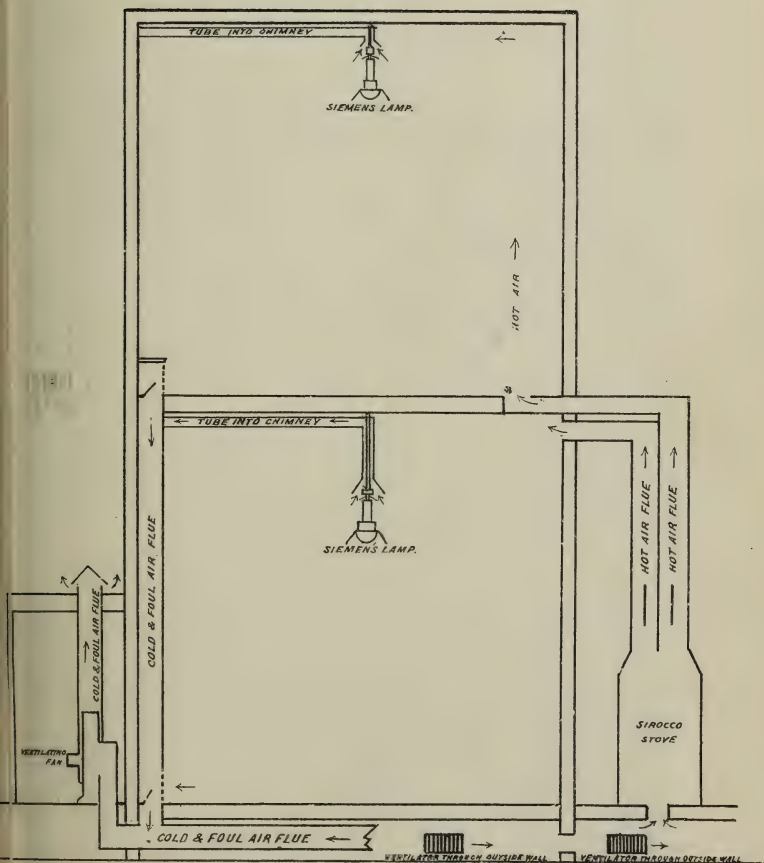 TUBE INTO CHIMNEY
SIEMENS LAMP.
HOT AIR
TUBE INTO CHIMNEY
SIEMENS LAMP.
COLD & FOUL AIR FLUE
HOT AIR FLUE
HOT AIR FLUE
COLD & FOUL AIR FLUE
SIROCCO
STOVE
VENTILATING
FAN
COLD & FOUL AIR FLUE
VENTILATOR THROUGH OUTSIDE WALL
VENTILATOR THROUGH OUTSIDE WALL